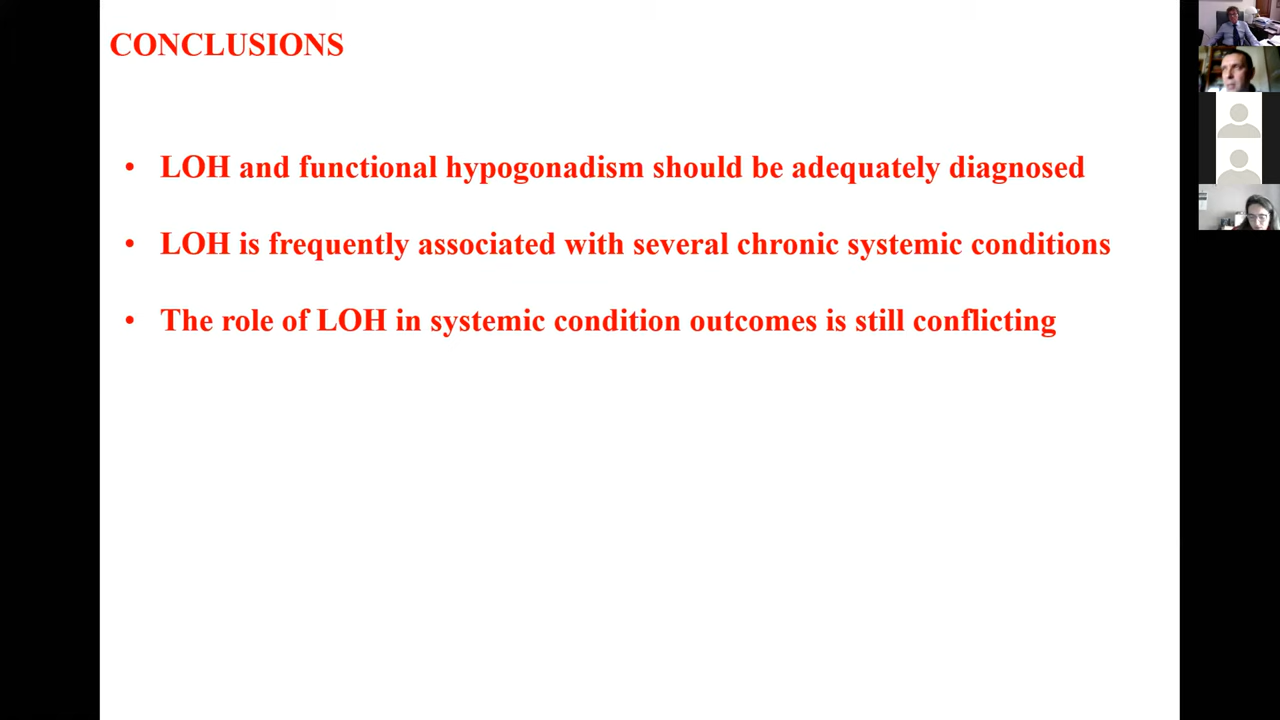 CONCLUSIONS
• LOH and functional hypogonadism should be adequately diagnosed
• LOH is frequently associated with several chronic systemic conditions
• The role of LOH in systemic condition outcomes is still conflicting